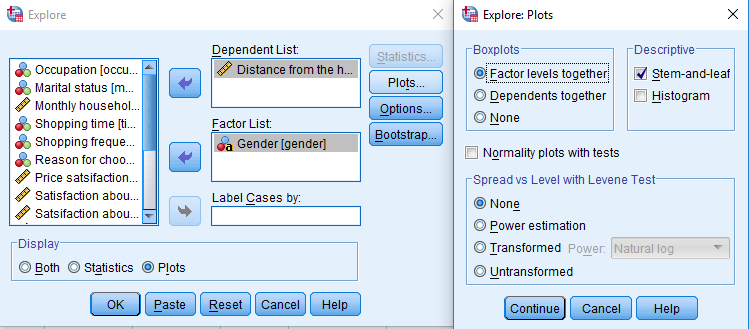 Explore
Occupation [occu...
Marital status [m...
Monthly househol...
Shopping time [ti...
Shopping freque...
Reason for choo...
Price satsifaction...
Satisfaction abou...
Satsifaction abou...
Dependent List:
Distance from the h...
Factor List:
Gender [gender]
Label Cases by:
Statistics...
Plots...
Options...
Bootstrap...
Display
Both Statistics Plots
OK Paste Reset Cancel Help
Explore: Plots
Boxplots
Factor levels together
Dependents together
None
Descriptive
Stem-and-leaf
Histogram
Normality plots with tests
Spread vs Level with Levene Test
None
Power estimation
Transformed Power: Natural log
Untransformed
Continue Cancel Help